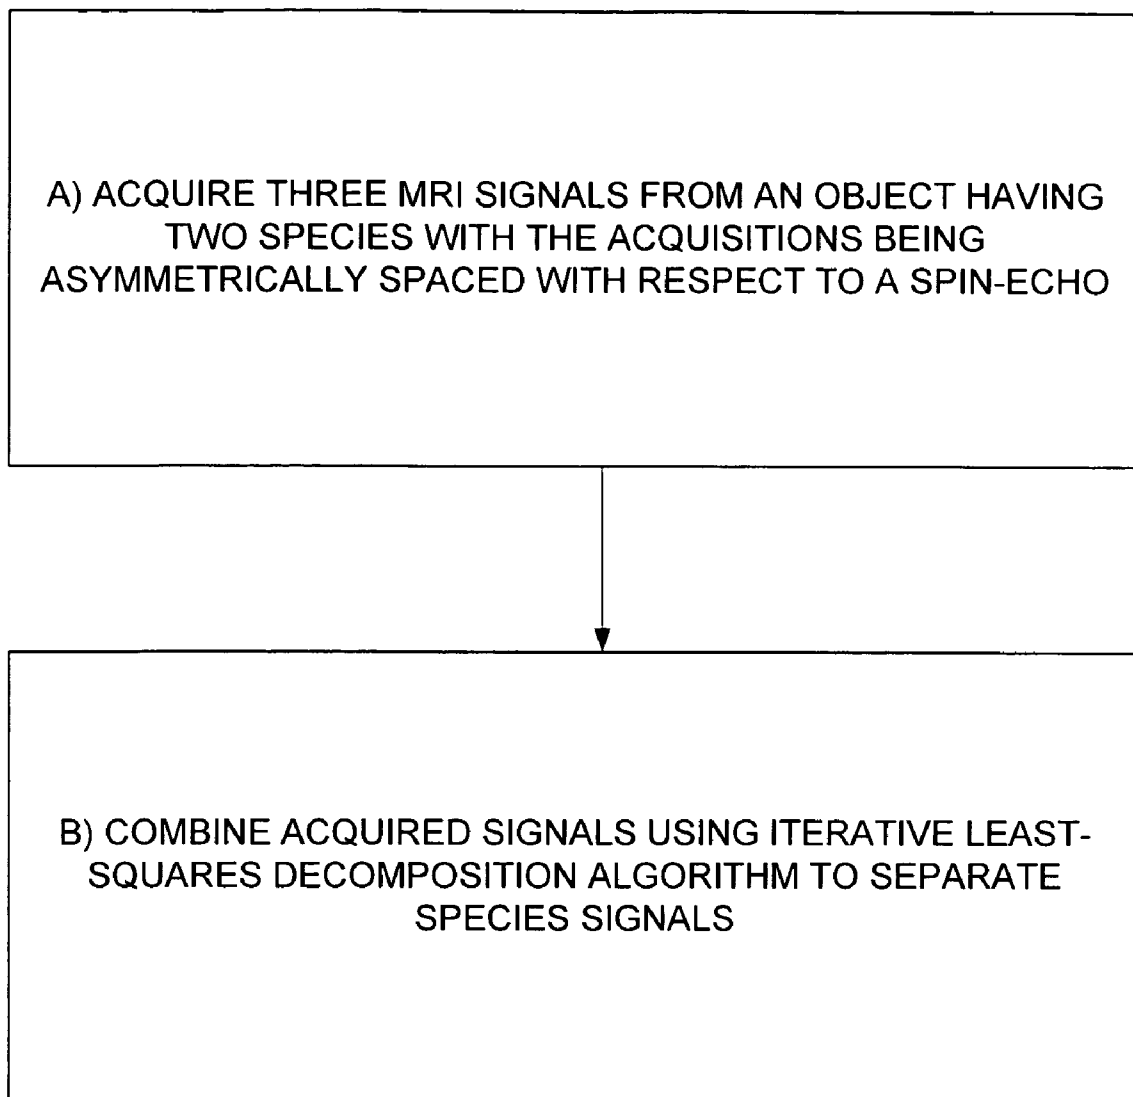 A) ACQUIRE THREE MRI SIGNALS FROM AN OBJECT HAVING
TWO SPECIES WITH THE ACQUISITIONS BEING
ASYMMETRICALLY SPACED WITH RESPECT TO A SPIN-ECHO
B) COMBINE ACQUIRED SIGNALS USING ITERATIVE LEAST-
SQUARES DECOMPOSITION ALGORITHM TO SEPARATE
SPECIES SIGNALS